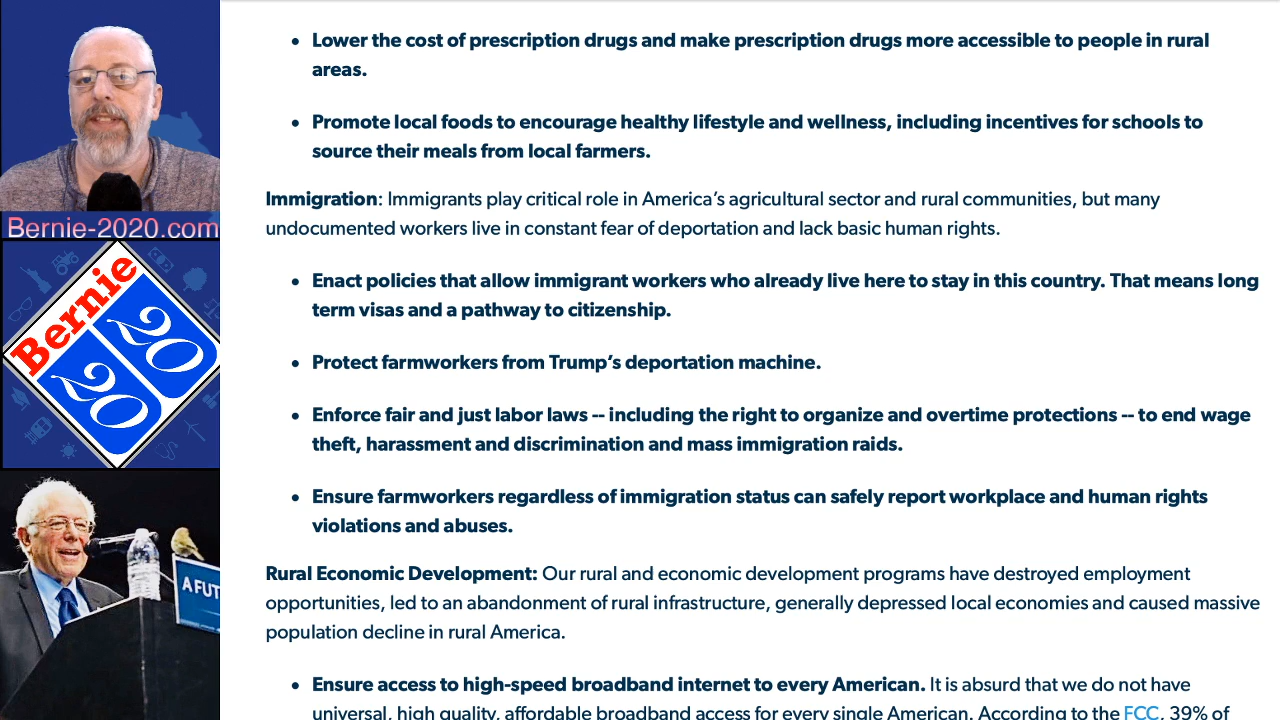 Bernie-2020.com
Bernie
20
20
A FUT
Lower the cost of prescription drugs and make prescription drugs more accessible to people in rural
areas.
Promote local foods to encourage healthy lifestyle and wellness, including incentives for schools to
source their meals from local farmers.
Immigration: Immigrants play critical role in America’s agricultural sector and rural communities, but many
undocumented workers live in constant fear of deportation and lack basic human rights.
Enact policies that allow immigrant workers who already live here to stay in this country. That means long
term visas and a pathway to citizenship.
Protect farmworkers from Trump’s deportation machine.
Enforce fair and just labor laws -- including the right to organize and overtime protections -- to end wage
theft, harassment and discrimination and mass immigration raids.
Ensure farmworkers regardless of immigration status can safely report workplace and human rights
violations and abuses.
Rural Economic Development: Our rural and economic development programs have destroyed employment
opportunities, led to an abandonment of rural infrastructure, generally depressed local economies and caused massive
population decline in rural America.
Ensure access to high-speed broadband internet to every American. It is absurd that we do not have
universal, high quality, affordable broadband access for every single American. According to the FCC, 39% of